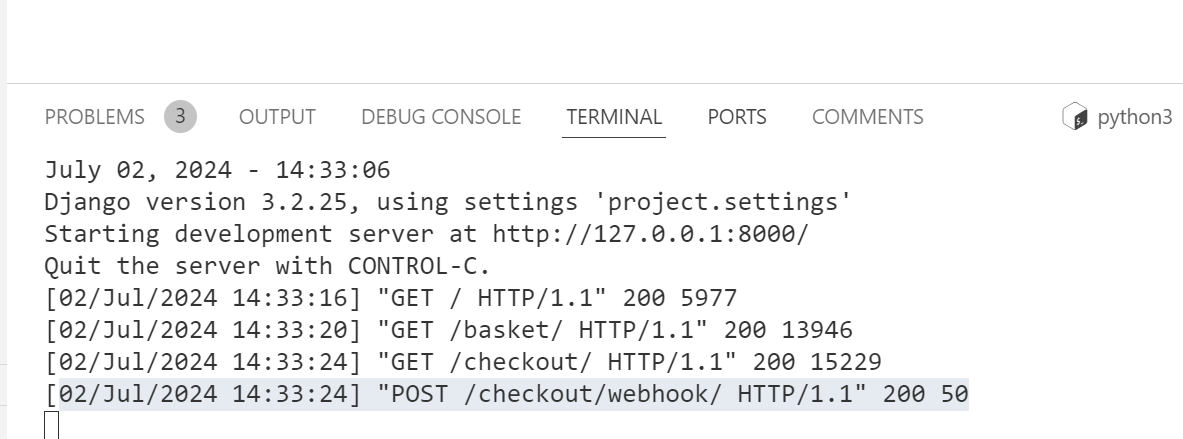 PROBLEMS 3 OUTPUT DEBUG CONSOLE TERMINAL PORTS COMMENTS python3
July 02, 2024 - 14:33:06
Django version 3.2.25, using settings 'project.settings'
Starting development server at http://127.0.0.1:8000/
Quit the server with CONTROL-C.
[02/Jul/2024 14:33:16] "GET / HTTP/1.1" 200 5977
[02/Jul/2024 14:33:20] "GET /basket/ HTTP/1.1" 200 13946
[02/Jul/2024 14:33:24] "GET /checkout/ HTTP/1.1" 200 15229
[02/Jul/2024 14:33:24] "POST /checkout/webhook/ HTTP/1.1" 200 50